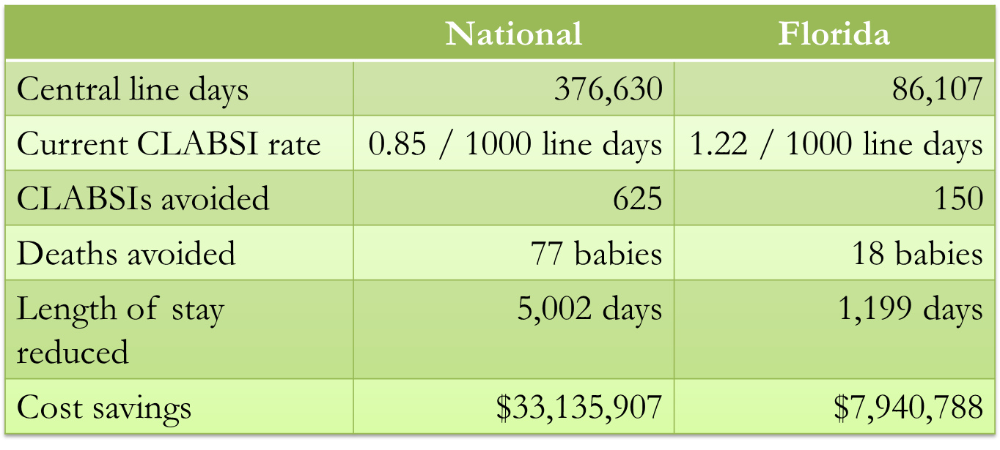 National Florida
Central line days 376,630 86,107
Current CLABSI rate 0.85 / 1000 line days 1.22 / 1000 line days
CLABSIs avoided 625 150
Deaths avoided 77 babies 18 babies
Length of stay 5,002 days 1,199 days
reduced
Cost savings $33,135,907 $7,940,788